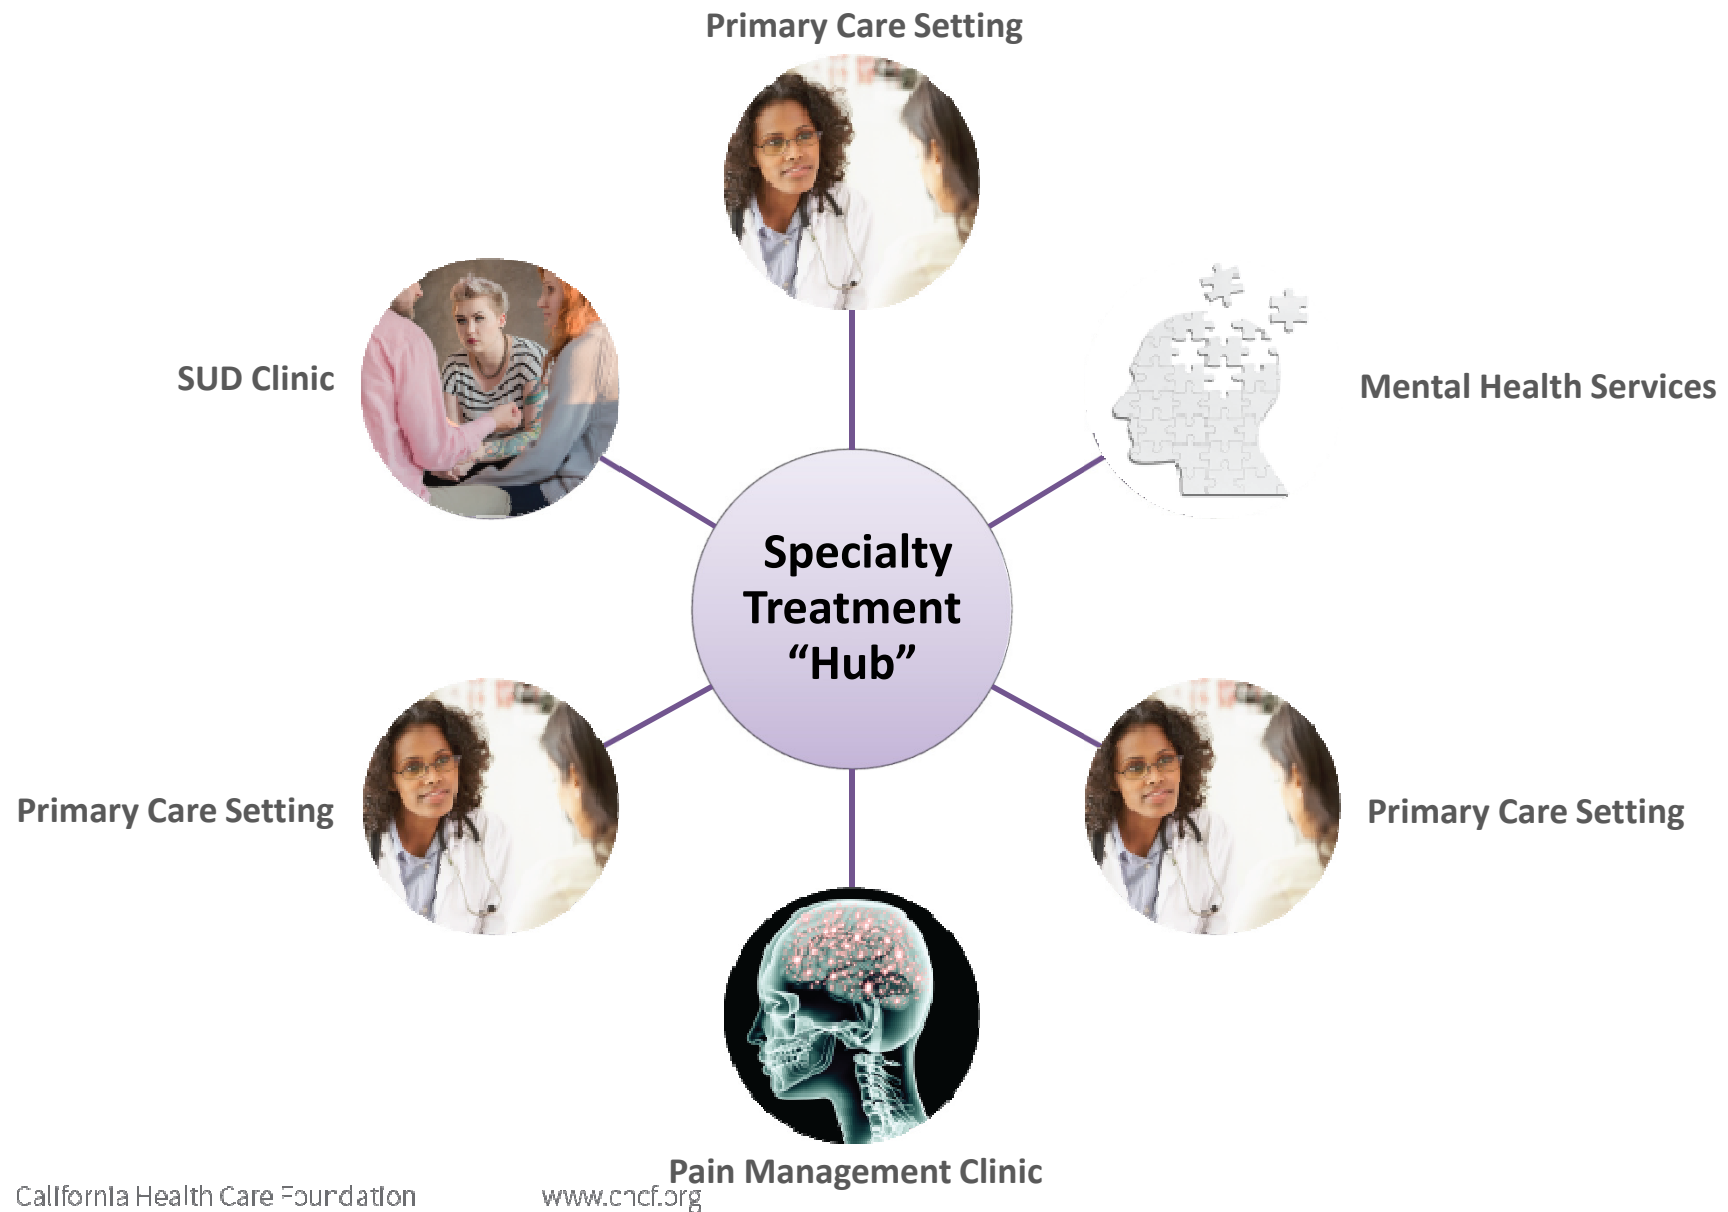 Primary Care Setting
SUD Clinic
Mental Health Services
Specialty
Treatment
“Hub”
Primary Care Setting
Primary Care Setting
Pain Management Clinic
California Health Care Foundation
www.chcf.org